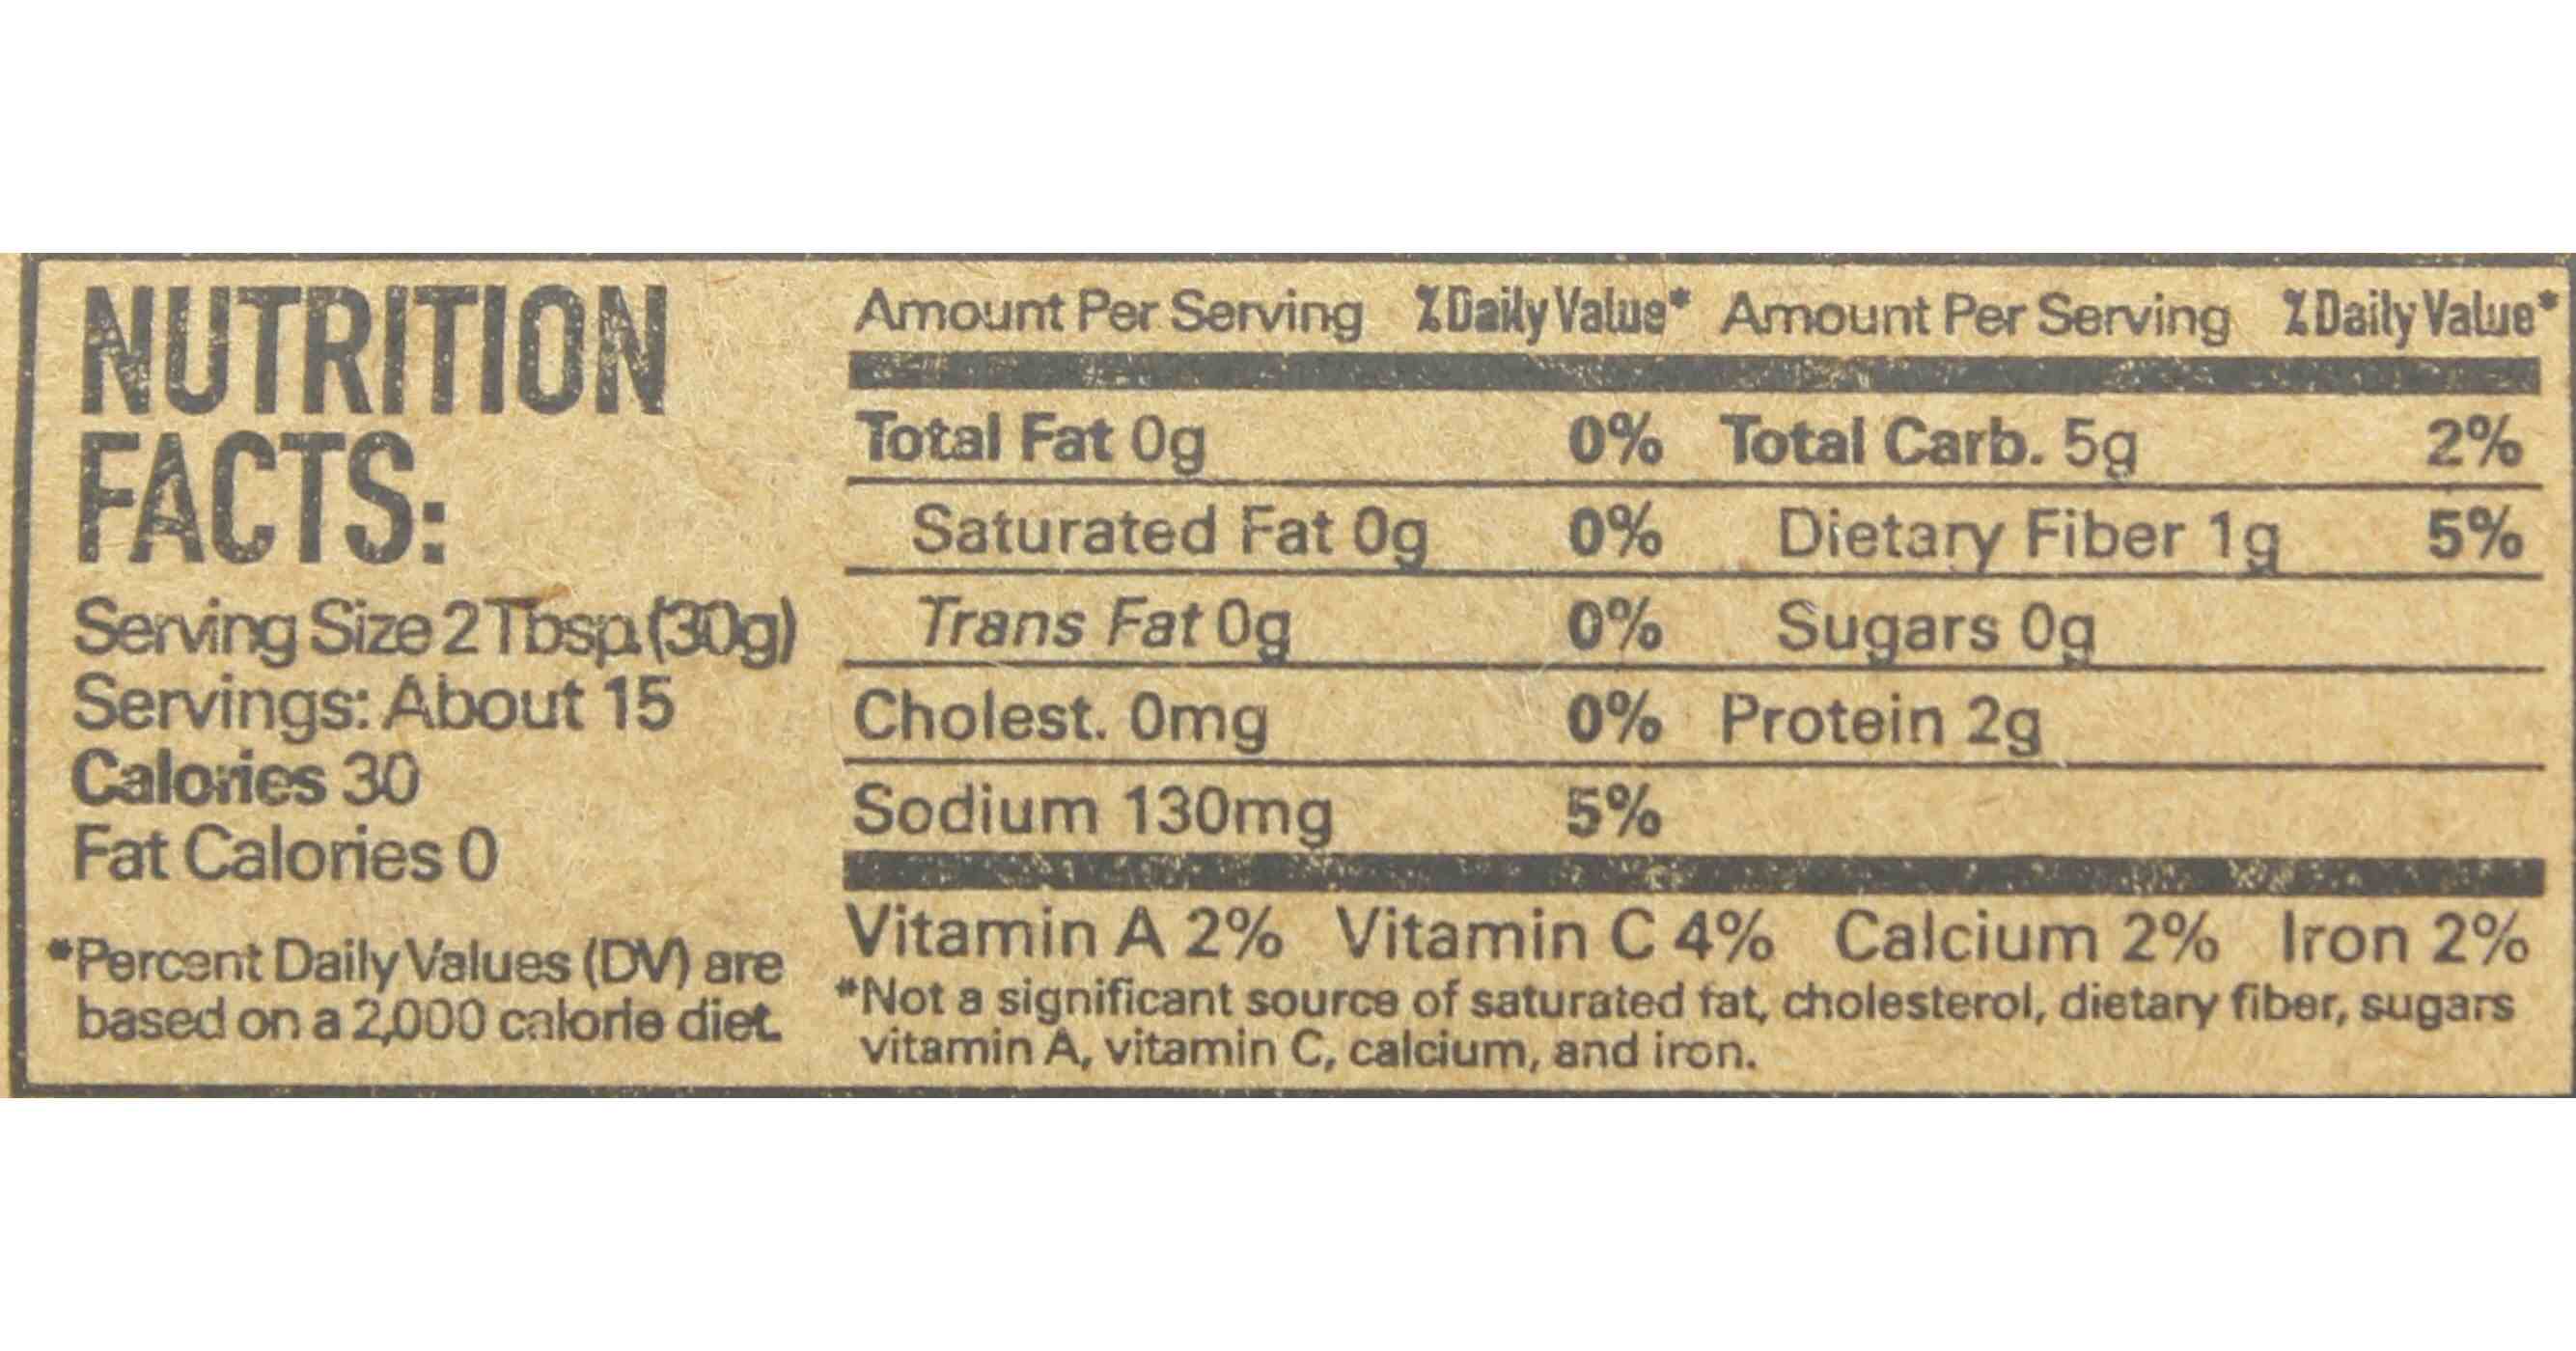 NUTRITION
FACTS:
Serving Size 2 Tbsp. (30g)
Servings: About 15
Calories 30
Fat Calories 0
*Percent Daily Values (DV) are
based on a 2,000 calorie diet.
Amount Per Serving %Daily Value* Amount Per Serving %Daily Value*
Total Fat 0g 0% Total Carb. 5g 2%
Saturated Fat 0g 0% Dietary Fiber 1g 5%
Trans Fat 0g 0% Sugars 0g
Cholest. 0mg 0% Protein 2g
Sodium 130mg 5%
Vitamin A 2% Vitamin C 4% Calcium 2% Iron 2%
*Not a significant source of saturated fat, cholesterol, dietary fiber, sugars
vitamin A, vitamin C, calcium, and iron.